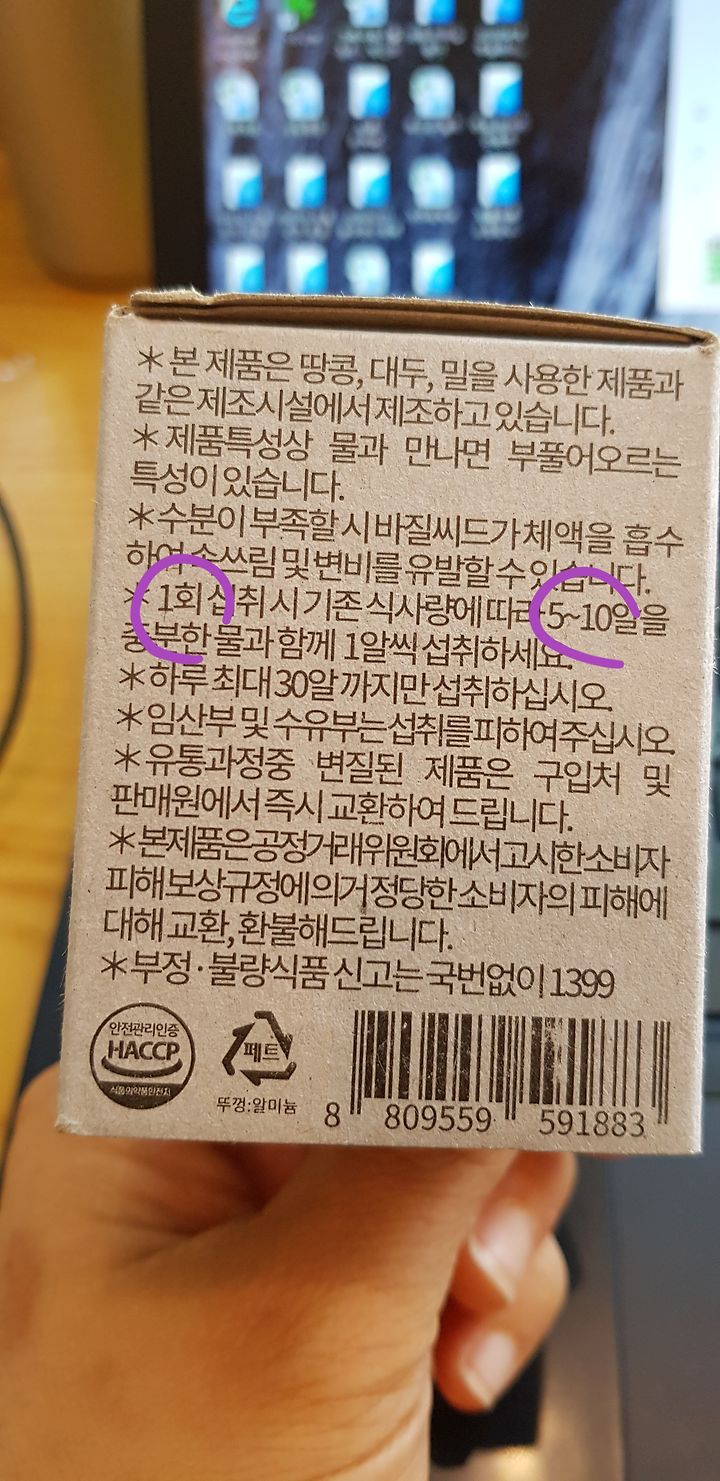 ＊본 제품은 땅콩, 대두, 밀을 사용한 제품과
같은 제조시설에서 제조하고 있습니다.
＊제품특성상 물과 만나면 부풀어오르는
특성이 있습니다.
＊수분이 부족할 시 바질씨드가 체액을 흡수
하여 속쓰림 및 변비를 유발할 수 있습니다.
＊1회 섭취 시 기존 식사량에 따라 5~10알을
충분한 물과 함께 1알씩 섭취하세요.
＊하루 최대 30알 까지만 섭취하십시오.
＊임산부 및 수유부는 섭취를 피하여 주십시오.
＊유통과정중 변질된 제품은 구입처 및
판매원에서 즉시 교환하여 드립니다.
＊본제품은공정거래위원회에서고시한소비자
피해보상규정에의거정당한소비자의 피해에
대해 교환, 환불해드립니다.
＊부정·불량식품 신고는 국번없이 1399
안전관리인증
HACCP
식품의약품안전처
페트
뚜껑:알미늄
8 809559 591883